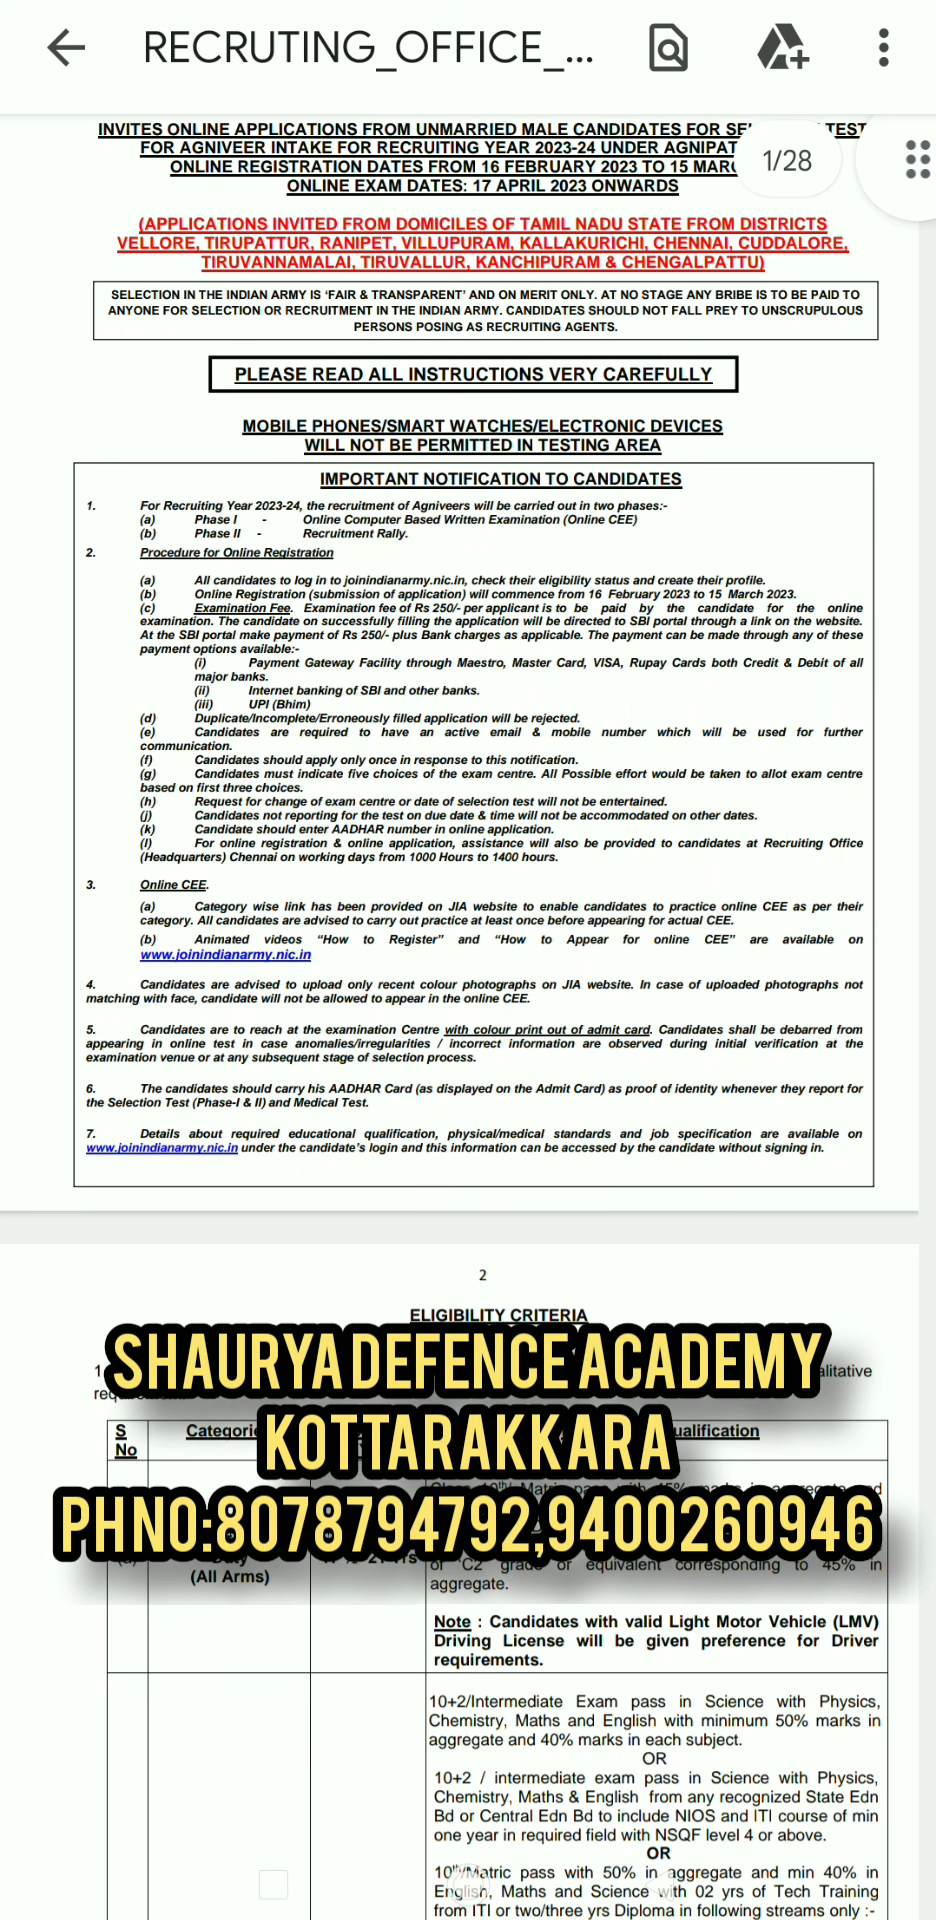 RECRUTING_OFFICE_...
1/28
INVITES ONLINE APPLICATIONS FROM UNMARRIED MALE CANDIDATES FOR TEST
FOR AGNIVEER INTAKE FOR RECRUITING YEAR 2023-24 UNDER
ONLINE REGISTRATION DATES FROM 16 FEBRUARY 2023 TO 15
ONLINE EXAM DATES: 17 APRIL 2023 ONWARDS
(APPLICATIONS INVITED FROM DOMICILES OF TAMIL NADU STATE FROM DISTRICTS
VELLORE, TIRUPATTUR, RANIPET, VILLUPURAM, KALLAKURICHI, CHENNAI, CUDDALORE,
TIRUVANNAMALAI, TIRUVALLUR, KANCHIPURAM & CHENGALPATTU)
SELECTION IN THE INDIAN ARMY IS 'FAIR & TRANSPARENT' AND ON MERIT ONLY. AT NO STAGE ANY BRIBE IS TO BE PAID TO
ANYONE FOR SELECTION OR RECRUITMENT IN THE INDIAN ARMY. CANDIDATES SHOULD NOT FALL PREY TO UNSCRUPULOUS
PERSONS POSING AS RECRUITING AGENTS.
PLEASE READ ALL INSTRUCTIONS VERY CAREFULLY
MOBILE PHONES/SMART WATCHES/ELECTRONIC DEVICES
WILL NOT BE PERMITTED IN TESTING AREA
IMPORTANT NOTIFICATION TO CANDIDATES
1. For Recruiting Year 2023-24, the recruitment of Agniveers will be carried out in two phases:-
(a) Phase I - Online Computer Based Written Examination (Online CEE)
(b) Phase II - Recruitment Rally.
2. Procedure for Online Registration
(a) All candidates to log in to joinindianarmy.nic.in, check their eligibility status and create their profile.
(b) Online Registration (submission of application) will commence from 16 February 2023 to 15 March 2023.
(c) Examination Fee. Examination fee of Rs 250/- per applicant is to be paid by the candidate for the online
examination. The candidate on successfully filling the application will be directed to SBI portal through a link on the website.
At the SBI portal make payment of Rs 250/- plus Bank charges as applicable. The payment can be made through any of these
payment options available:-
(i) Payment Gateway Facility through Maestro, Master Card, VISA, Rupay Cards both Credit & Debit of all
major banks.
(ii) Internet banking of SBI and other banks.
(iii) UPI (Bhim)
(d) Duplicate/Incomplete/Erroneously filled application will be rejected.
(e) Candidates are required to have an active email & mobile number which will be used for further
communication.
(f) Candidates should apply only once in response to this notification.
(g) Candidates must indicate five choices of the exam centre. All Possible effort would be taken to allot exam centre
based on first three choices.
(h) Request for change of exam centre or date of selection test will not be entertained.
(j) Candidates not reporting for the test on due date & time will not be accommodated on other dates.
(k) Candidate should enter AADHAR number in online application.
(l) For online registration & online application, assistance will also be provided to candidates at Recruiting Office
(Headquarters) Chennai on working days from 1000 Hours to 1400 hours.
3. Online CEE.
(a) Category wise link has been provided on JIA website to enable candidates to practice online CEE as per their
category. All candidates are advised to carry out practice at least once before appearing for actual CEE.
(b) Animated videos "How to Register" and "How to Appear for online CEE" are available on
www.joinindianarmy.nic.in
4. Candidates are advised to upload only recent colour photographs on JIA website. In case of uploaded photographs not
matching with face, candidate will not be allowed to appear in the online CEE.
5. Candidates are to reach at the examination Centre with colour print out of admit card. Candidates shall be debarred from
appearing in online test in case anomalies/irregularities / incorrect information are observed during initial verification at the
examination venue or at any subsequent stage of selection process.
6. The candidates should carry his AADHAR Card (as displayed on the Admit Card) as proof of identity whenever they report for
the Selection Test (Phase-I & II) and Medical Test.
7. Details about required educational qualification, physical/medical standards and job specification are available on
www.joinindianarmy.nic.in under the candidate's login and this information can be accessed by the candidate without signing in.
2
ELIGIBILITY CRITERIA
SHAURYA DEFENCE ACADEMY
KOTTARAKKARA
PHNO:8078794792,9400260946
S
No
(All Arms)
of C2 grade or equivalent corresponding to 45% in
aggregate.
Note : Candidates with valid Light Motor Vehicle (LMV)
Driving License will be given preference for Driver
requirements.
10+2/Intermediate Exam pass in Science with Physics,
Chemistry, Maths and English with minimum 50% marks in
aggregate and 40% marks in each subject.
OR
10+2 / intermediate exam pass in Science with Physics,
Chemistry, Maths & English from any recognized State Edn
Bd or Central Edn Bd to include NIOS and ITI course of min
one year in required field with NSQF level 4 or above.
OR
10th/Matric pass with 50% in aggregate and min 40% in
English, Maths and Science with 02 yrs of Tech Training
from ITI or two/three yrs Diploma in following streams only :-